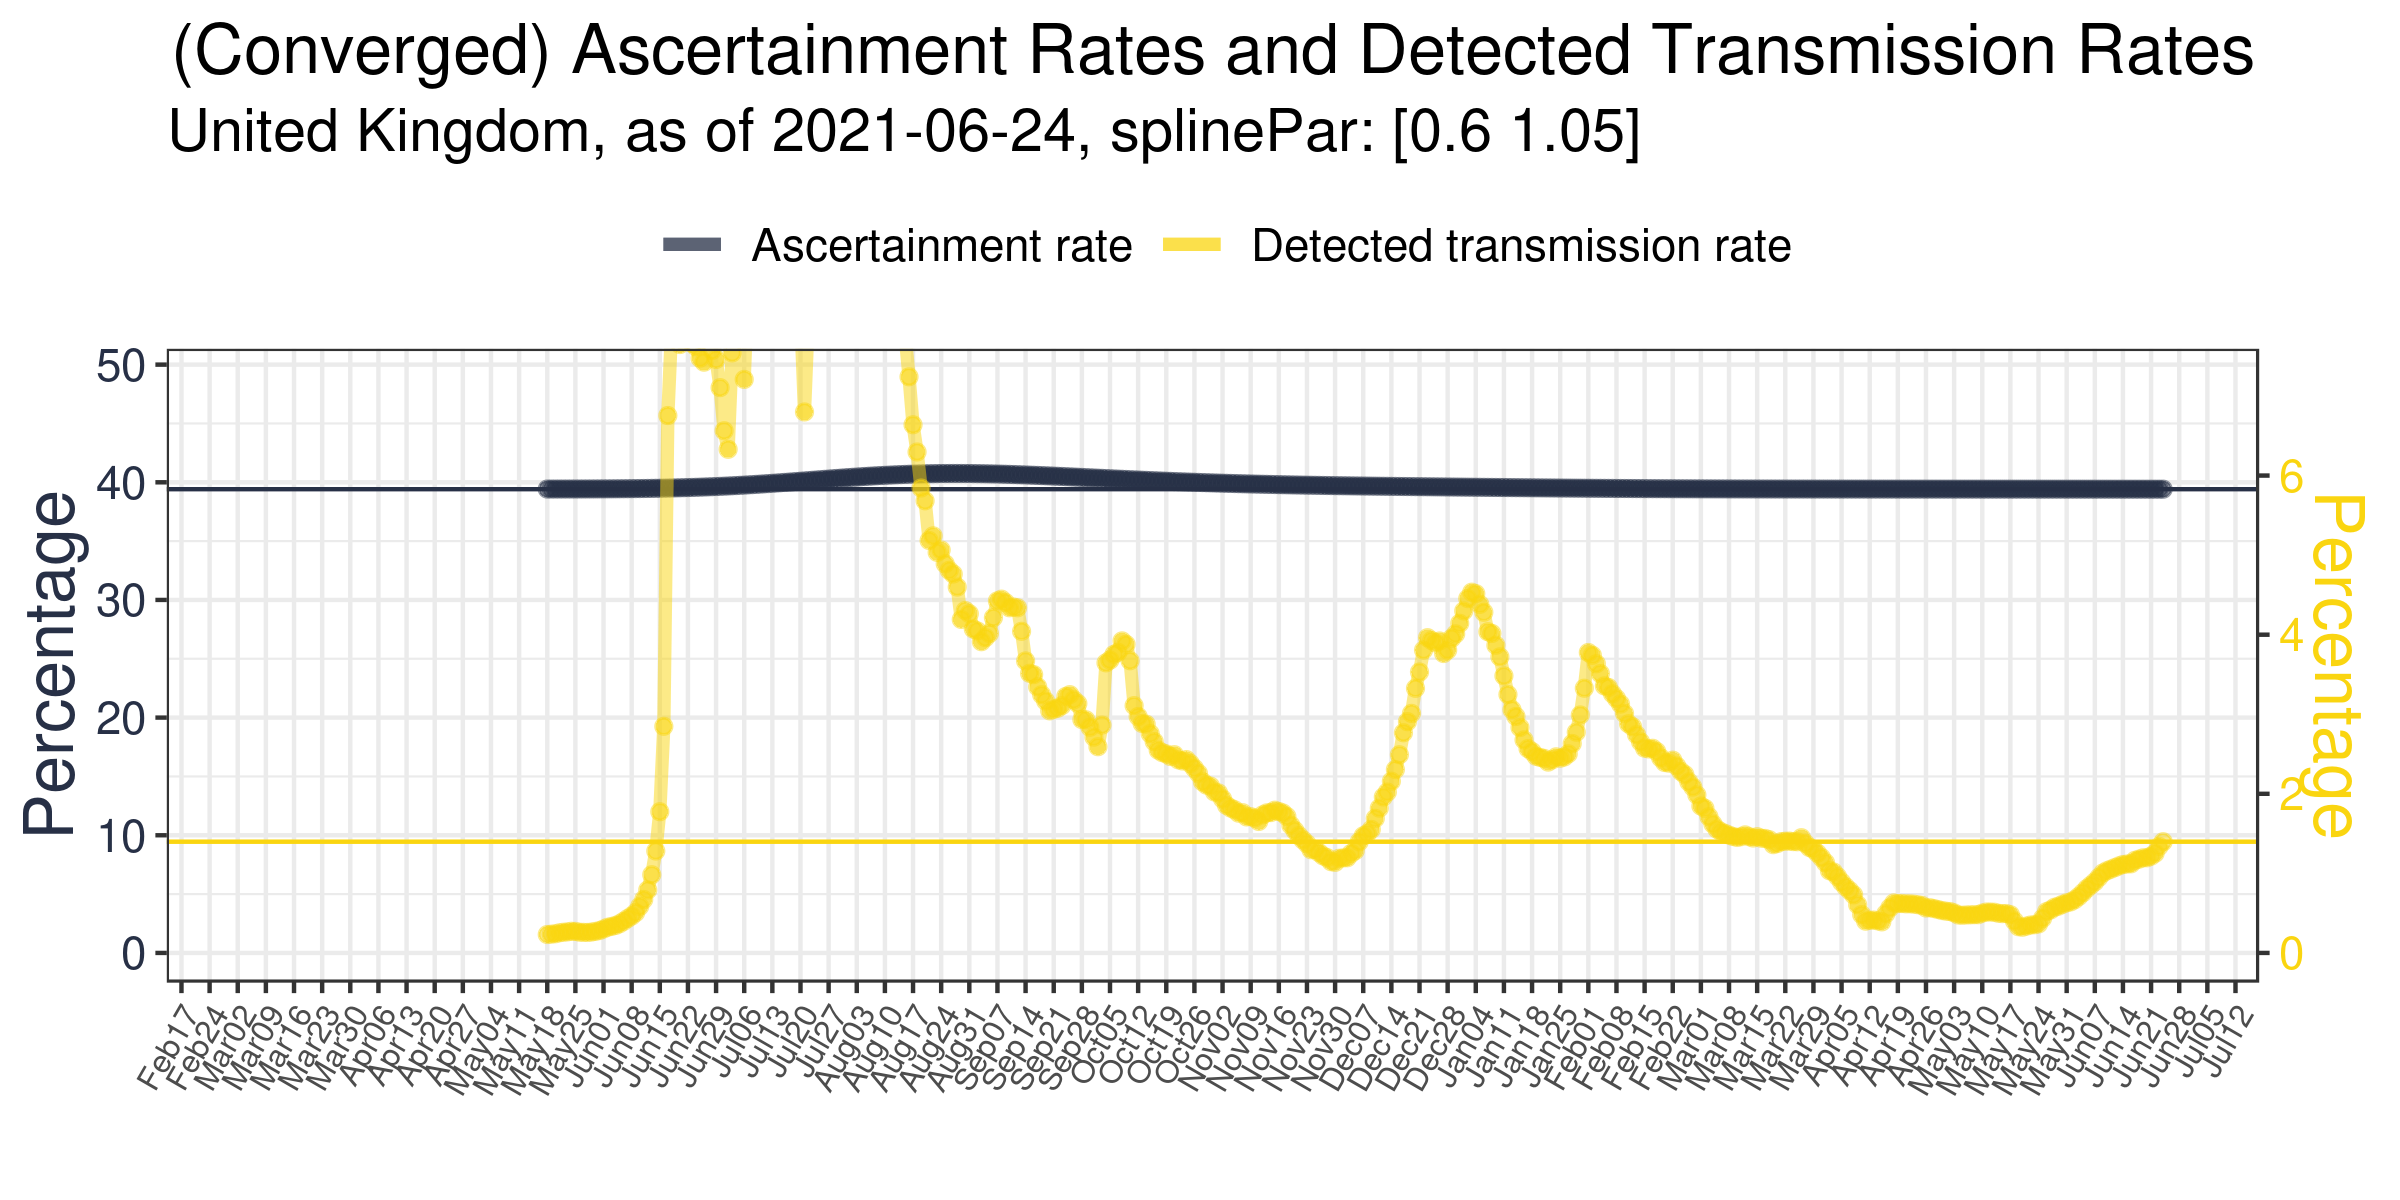 (Converged) Ascertainment Rates and Detected Transmission Rates
United Kingdom, as of 2021-06-24, splinePar: [0.6 1.05]
Ascertainment rate
Detected transmission rate
Percentage
50
40
30
20
10
0
6
4
2
0
Percentage
Feb17
Feb24
Mar02
Mar09
Mar16
Mar23
Mar30
Apr06
Apr13
Apr20
Apr27
May04
May11
May18
May25
Jun01
Jun08
Jun15
Jun22
Jun29
Jul06
Jul13
Jul20
Jul27
Aug03
Aug10
Aug17
Aug24
Aug31
Sep07
Sep14
Sep21
Sep28
Oct05
Oct12
Oct19
Oct26
Nov02
Nov09
Nov16
Nov23
Nov30
Dec07
Dec14
Dec21
Dec28
Jan04
Jan11
Jan18
Jan25
Feb01
Feb08
Feb15
Feb22
Mar01
Mar08
Mar15
Mar22
Mar29
Apr05
Apr12
Apr19
Apr26
May03
May10
May17
May24
May31
Jun07
Jun14
Jun21
Jun28
Jul05
Jul12